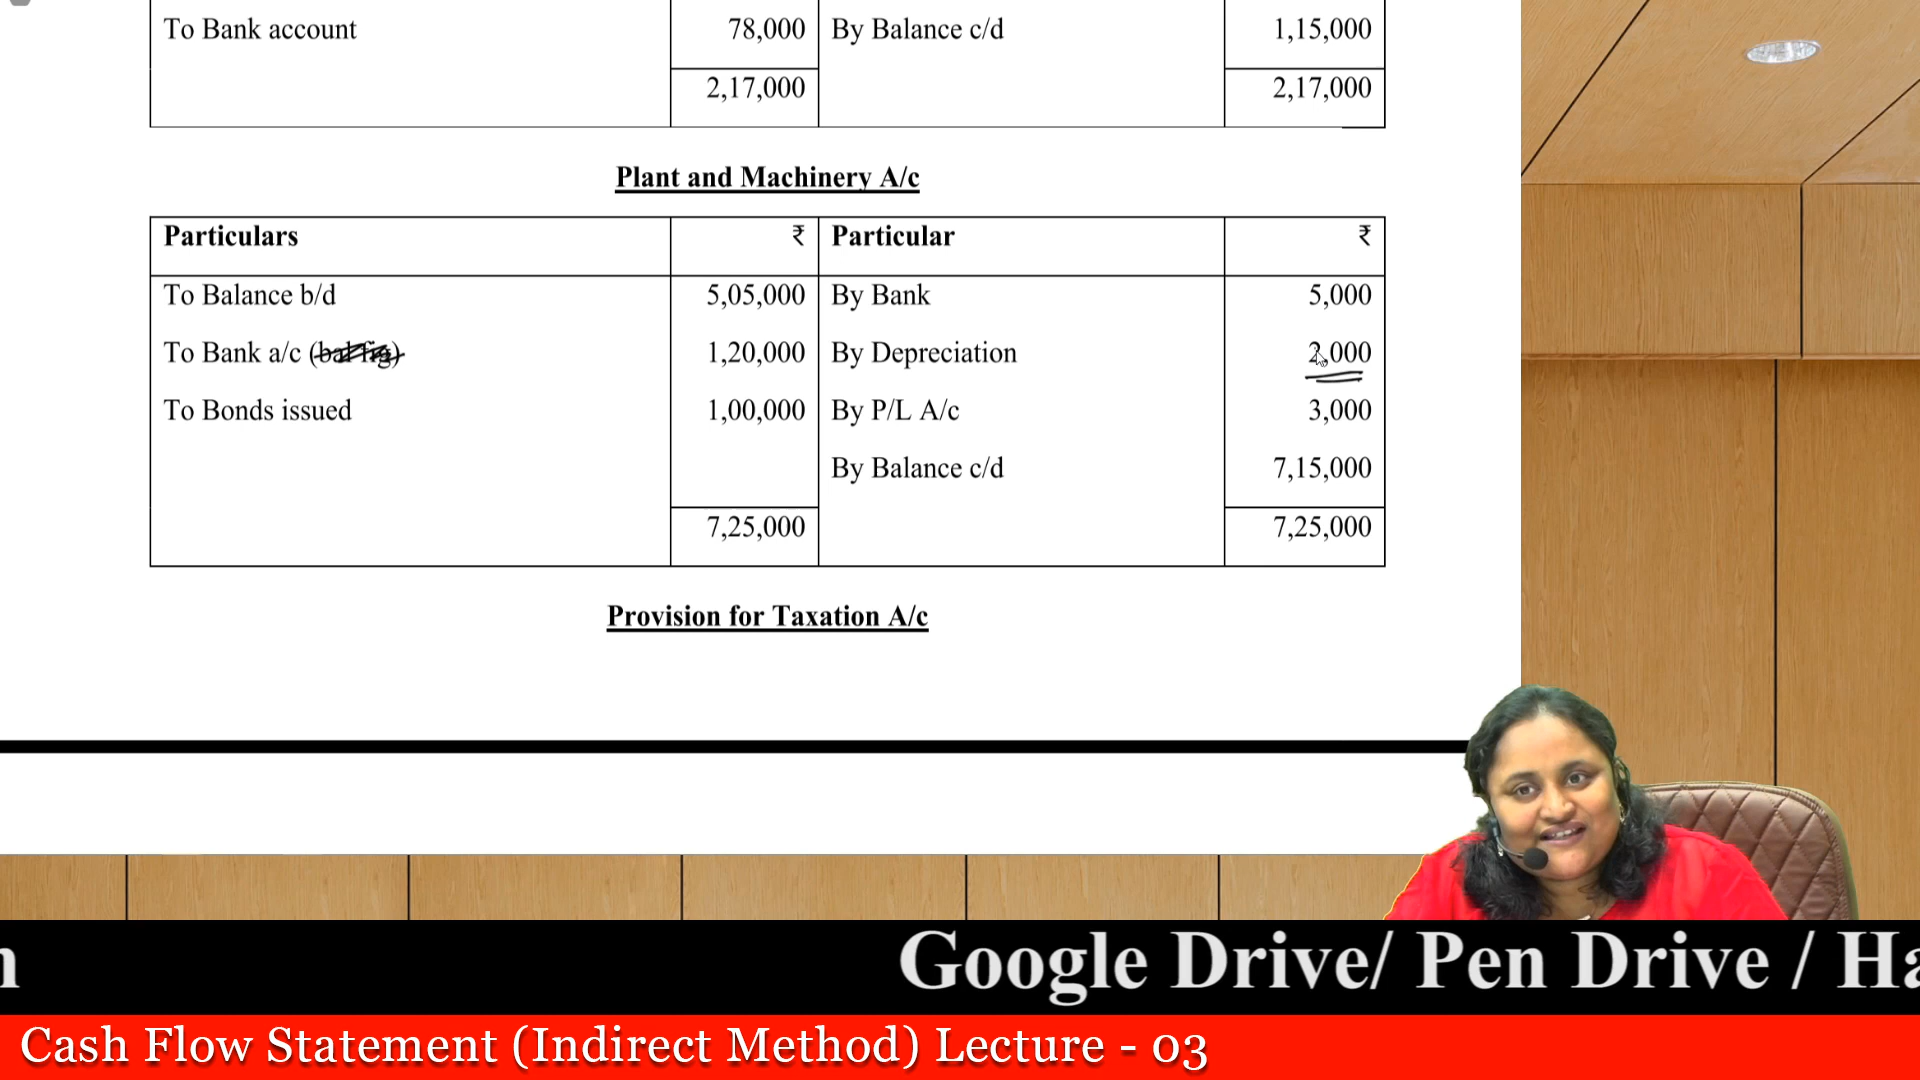 To Bank account 78,000 By Balance c/d 1,15,000
2,17,000 2,17,000
Plant and Machinery A/c
Particulars ₹ Particular ₹
To Balance b/d 5,05,000 By Bank 5,000
To Bank a/c (bal fig) 1,20,000 By Depreciation 2,000
To Bonds issued 1,00,000 By P/L A/c 3,000
By Balance c/d 7,15,000
7,25,000 7,25,000
Provision for Taxation A/c
Google Drive/ Pen Drive / Ha
Cash Flow Statement (Indirect Method) Lecture - 03